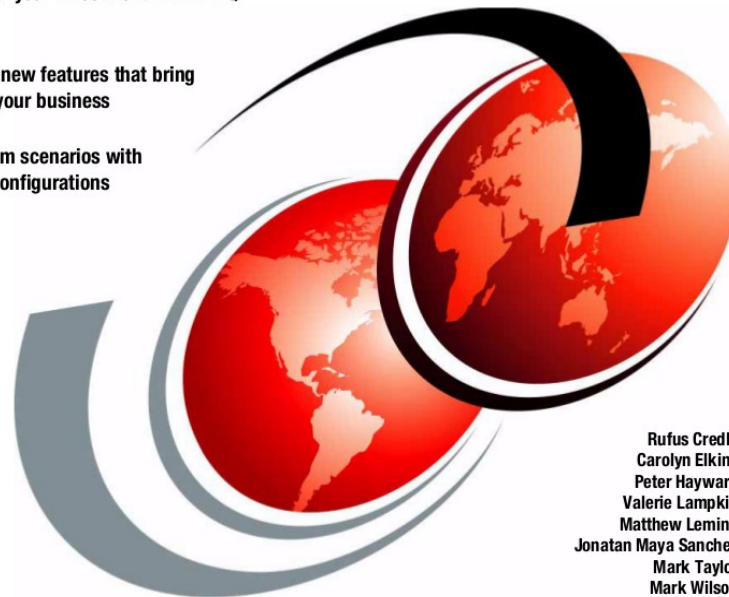 new features that bring
your business
m scenarios with
onfigurations
Rufus Credl
Carolyn Elkin
Peter Haywar
Valerie Lampki
Matthew Lemin
Jonatan Maya Sanche
Mark Taylo
Mark Wilso